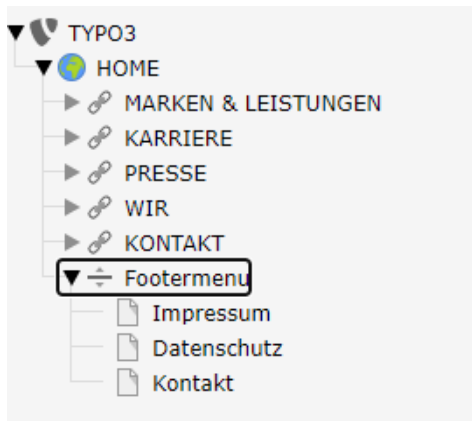 TYPO3
HOME
MARKEN & LEISTUNGEN
KARRIERE
PRESSE
WIR
KONTAKT
Footermenu
Impressum
Datenschutz
Kontakt